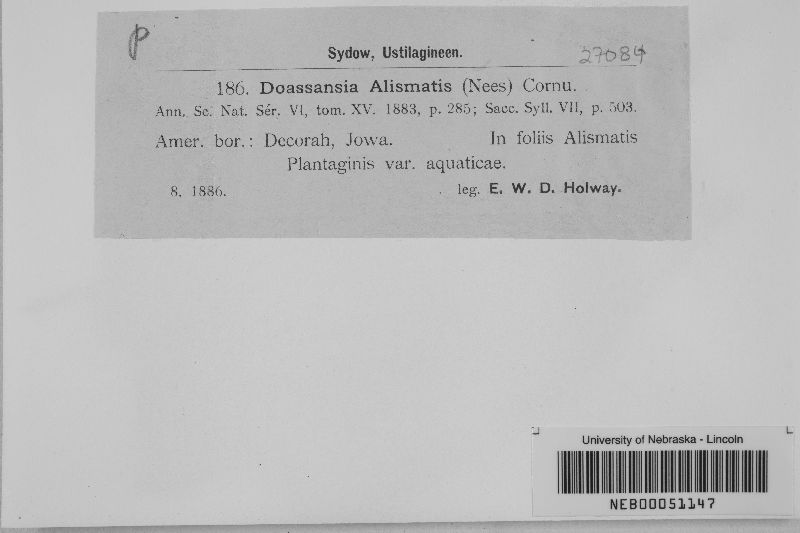 P
Sydow, Ustilagineen.
27084
186. Doassansia Alismatis (Nees) Cornu.
Ann. Sc. Nat. Sér. VI, tom. XV. 1883, p. 285; Sacc. Syll. VII, p. 503.
Amer. bor.: Decorah, Jowa. In foliis Alismatis
Plantaginis var. aquaticae.
8. 1886. leg. E. W. D. Holway.
University of Nebraska - Lincoln
NEB00051147